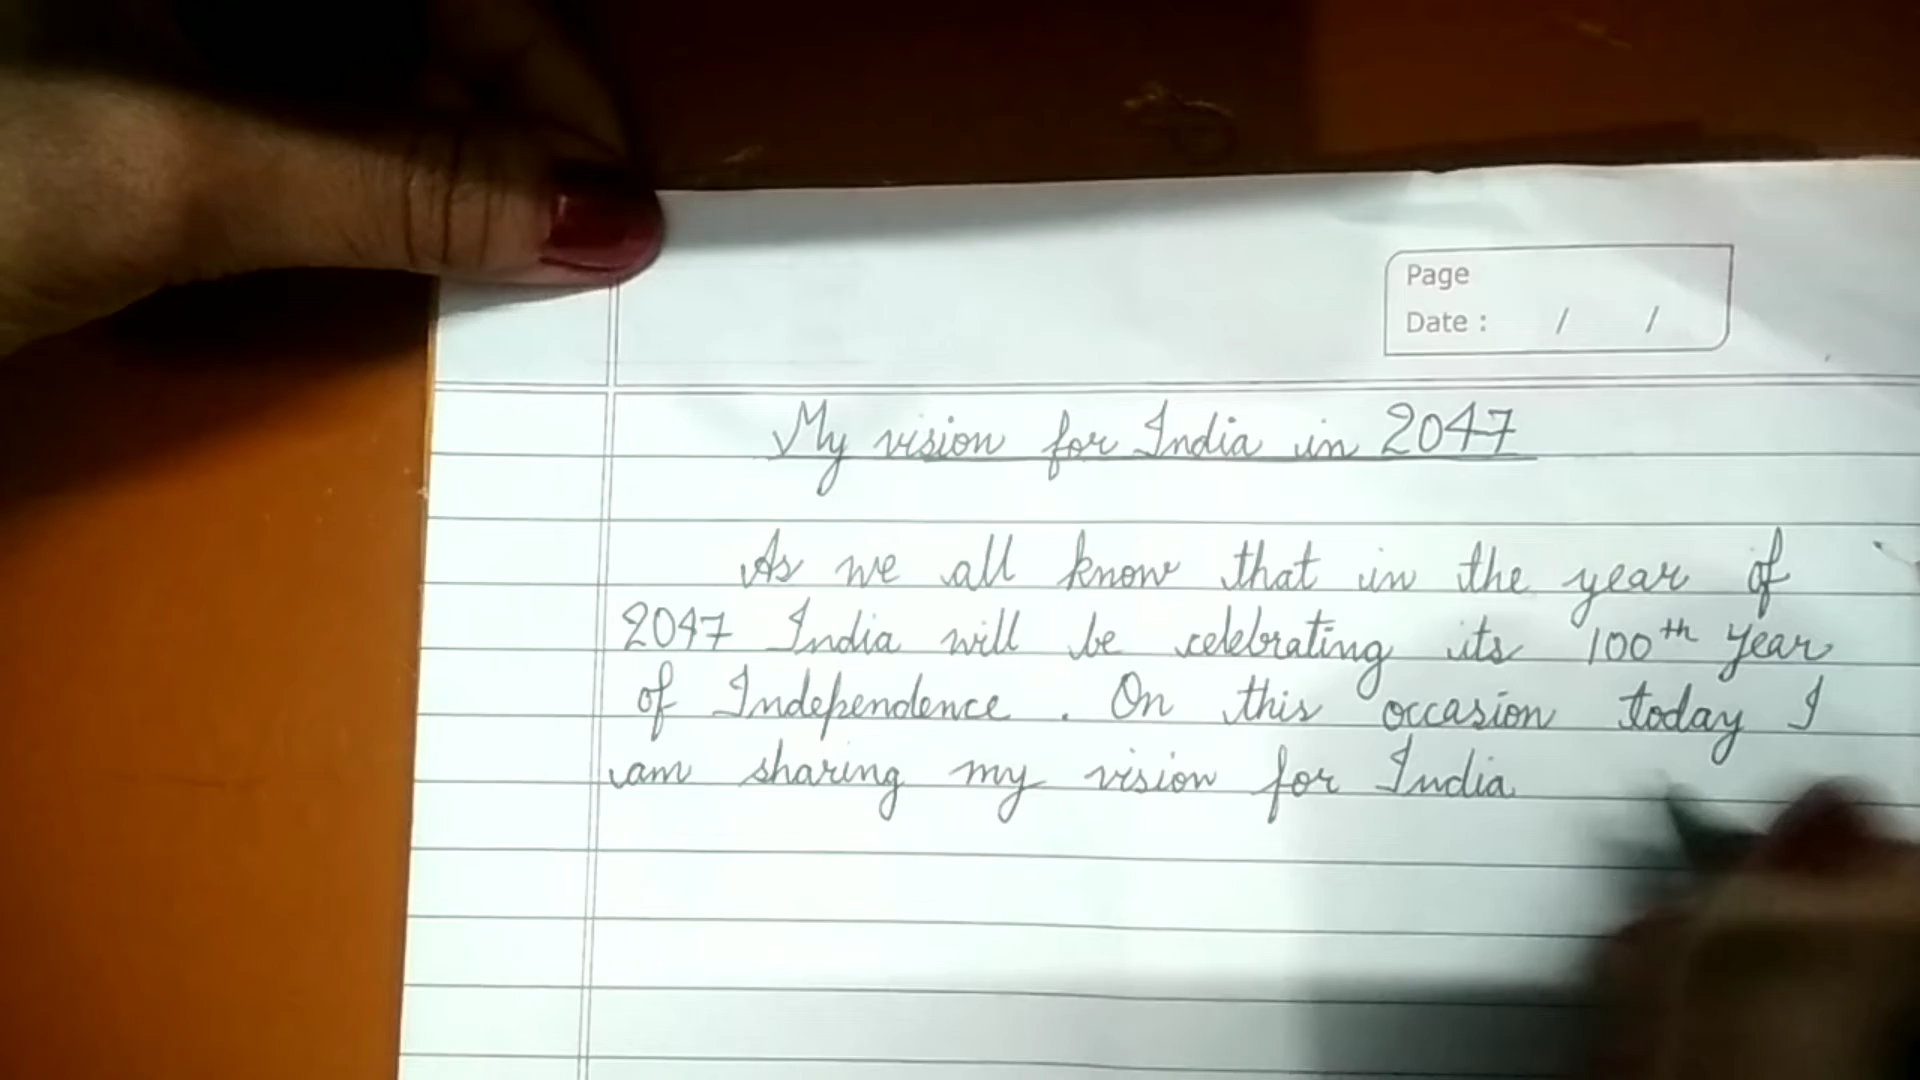 Page
Date : / /
My vision for India in 2047
As we all know that in the year of
2047 India will be celebrating its 100th year
of Independence. On this occasion today I
am sharing my vision for India